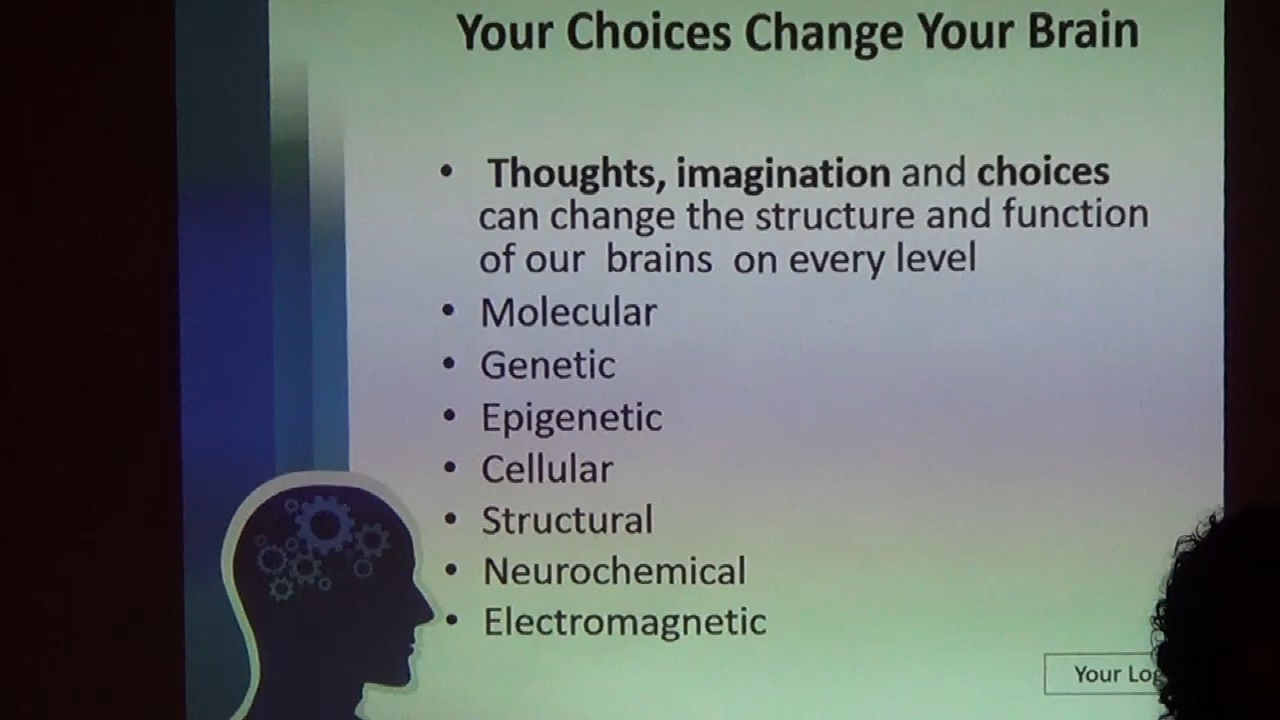 Your Choices Change Your Brain
• Thoughts, imagination and choices
can change the structure and function
of our brains on every level
• Molecular
• Genetic
• Epigenetic
• Cellular
• Structural
• Neurochemical
• Electromagnetic
Your